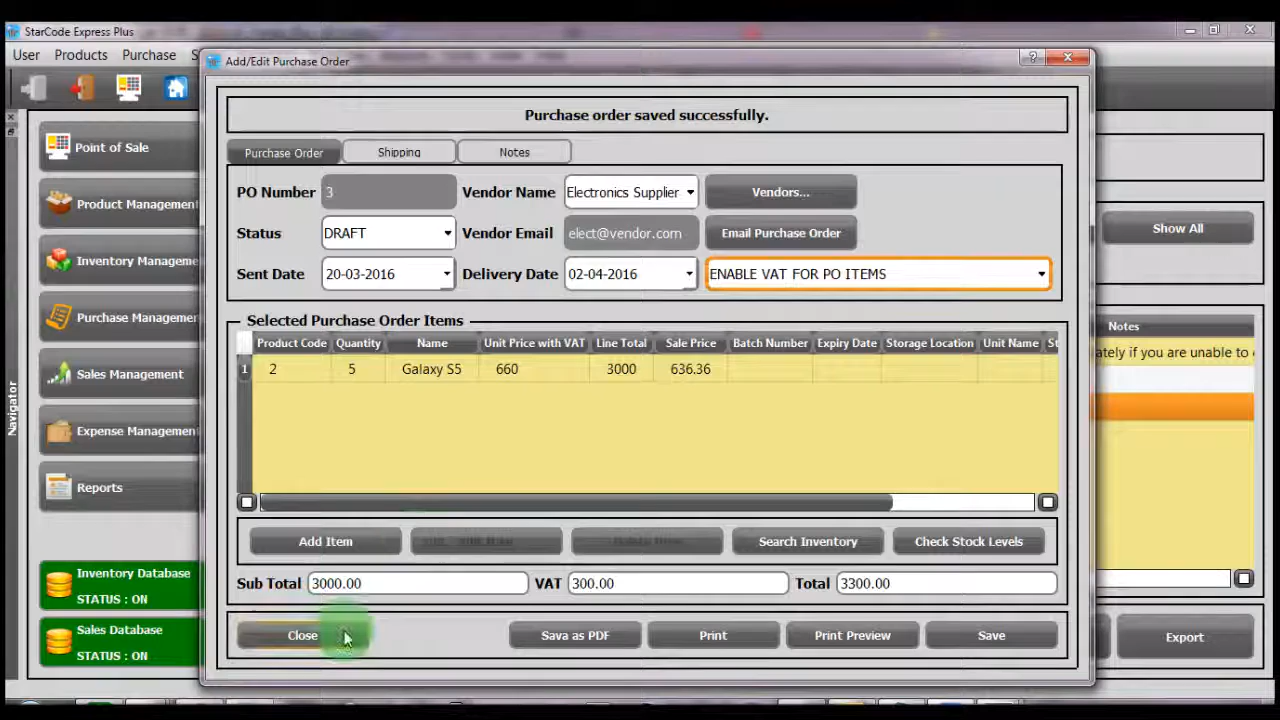 StarCode Express Plus
User Products Purchase S
Add/Edit Purchase Order
Purchase order saved successfully.
Purchase Order Shipping Notes
PO Number 3 Vendor Name Electronics Supplier Vendors...
Status DRAFT Vendor Email elect@vendor.com Email Purchase Order
Sent Date 20-03-2016 Delivery Date 02-04-2016 ENABLE VAT FOR PO ITEMS
Selected Purchase Order Items
Product Code Quantity Name Unit Price with VAT Line Total Sale Price Batch Number Expiry Date Storage Location Unit Name St
1 2 5 Galaxy S5 660 3000 636.36
Add Item Search Inventory Check Stock Levels
Sub Total 3000.00 VAT 300.00 Total 3300.00
Close Sava as PDF Print Print Preview Save
Navigator
Point of Sale
Product Management
Inventory Manageme
Purchase Managemer
Sales Management
Expense Management
Reports
Inventory Database
STATUS : ON
Sales Database
STATUS : ON
Show All
Notes
ately if you are unable to
Export